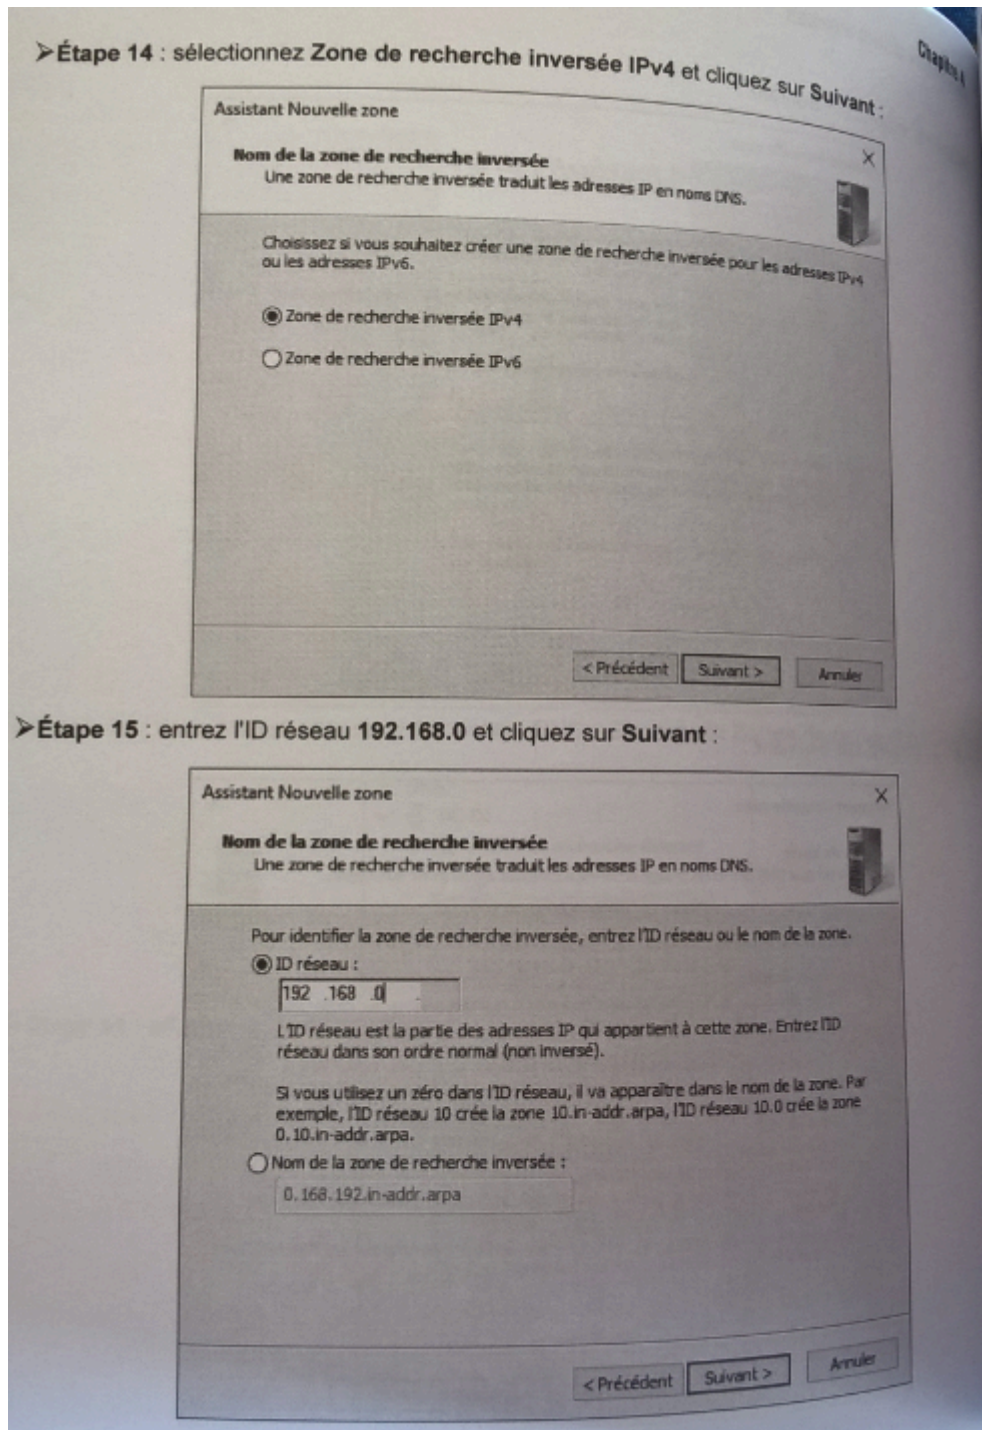 Chapitre 4
➢Étape 14 : sélectionnez Zone de recherche inversée IPv4 et cliquez sur Suivant :
Assistant Nouvelle zone
Nom de la zone de recherche inversée
Une zone de recherche inversée traduit les adresses IP en noms DNS.
Choisissez si vous souhaitez créer une zone de recherche inversée pour les adresses IPv4
ou les adresses IPv6.
Zone de recherche inversée IPv4
Zone de recherche inversée IPv6
< Précédent Suivant > Annuler
➢Étape 15 : entrez l'ID réseau 192.168.0 et cliquez sur Suivant :
Assistant Nouvelle zone
Nom de la zone de recherche inversée
Une zone de recherche inversée traduit les adresses IP en noms DNS.
Pour identifier la zone de recherche inversée, entrez l'ID réseau ou le nom de la zone.
ID réseau :
192 .168 .0 .
L'ID réseau est la partie des adresses IP qui appartient à cette zone. Entrez l'ID
réseau dans son ordre normal (non inversé).
Si vous utilisez un zéro dans l'ID réseau, il va apparaître dans le nom de la zone. Par
exemple, l'ID réseau 10 crée la zone 10.in-addr.arpa, l'ID réseau 10.0 crée la zone
0.10.in-addr.arpa.
Nom de la zone de recherche inversée :
0.168.192.in-addr.arpa
< Précédent Suivant > Annuler